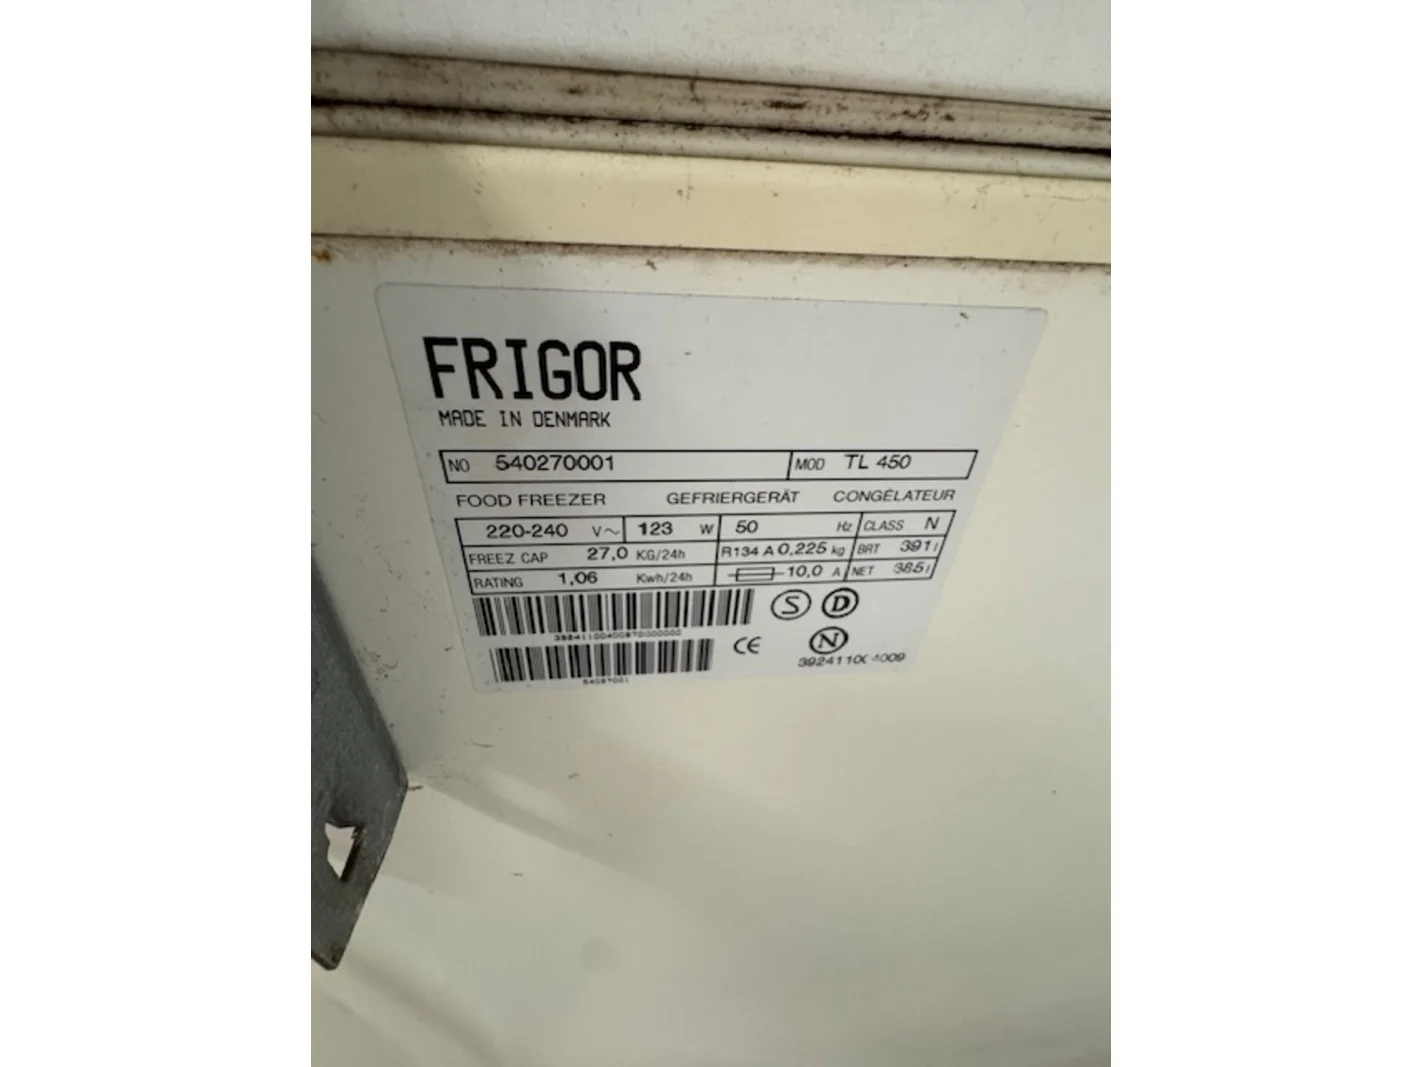 FRIGOR
MADE IN DENMARK
NO 540270001 MOD TL 450
FOOD FREEZER GEFRIERGERÄT CONGÉLATEUR
220-240 V~ 123 W 50 Hz CLASS N
FREEZ CAP 27,0 KG/24h R134 A 0,225 kg BRT 391 l
RATING 1,06 Kwh/24h 10,0 A NET 385 l
S D
CE N